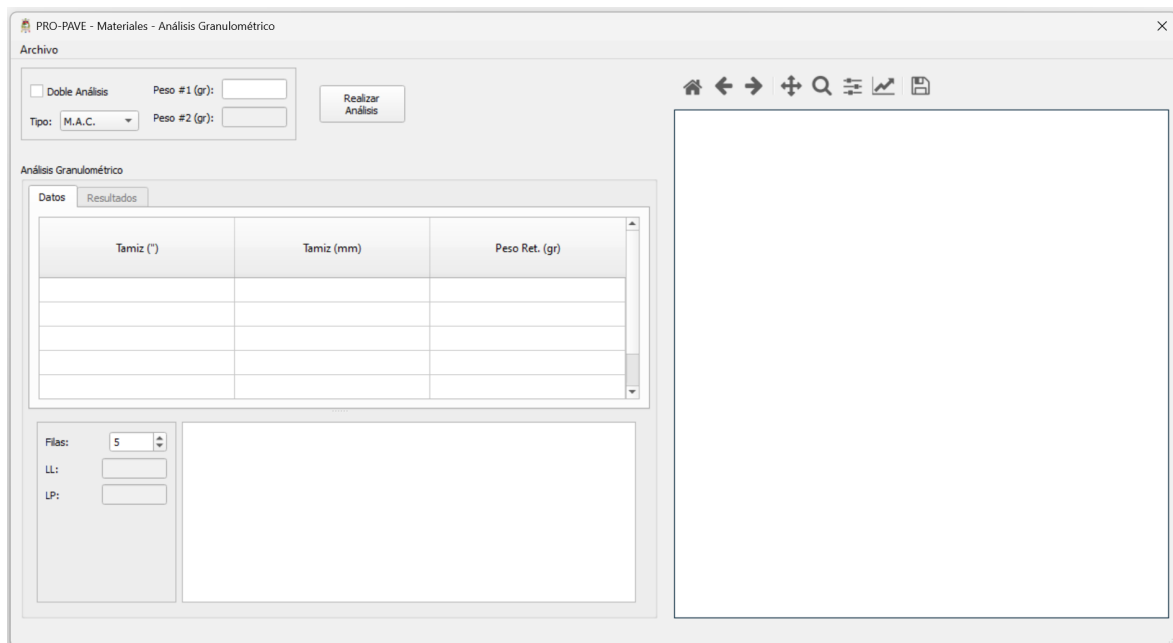 PRO-PAVE - Materiales - Análisis Granulométrico
Archivo
Doble Análisis
Peso #1 (gr):
Tipo: M.A.C.
Peso #2 (gr):
Realizar
Análisis
Análisis Granulométrico
Datos
Resultados
Tamiz (")
Tamiz (mm)
Peso Ret. (gr)
Filas: 5
LL:
LP: